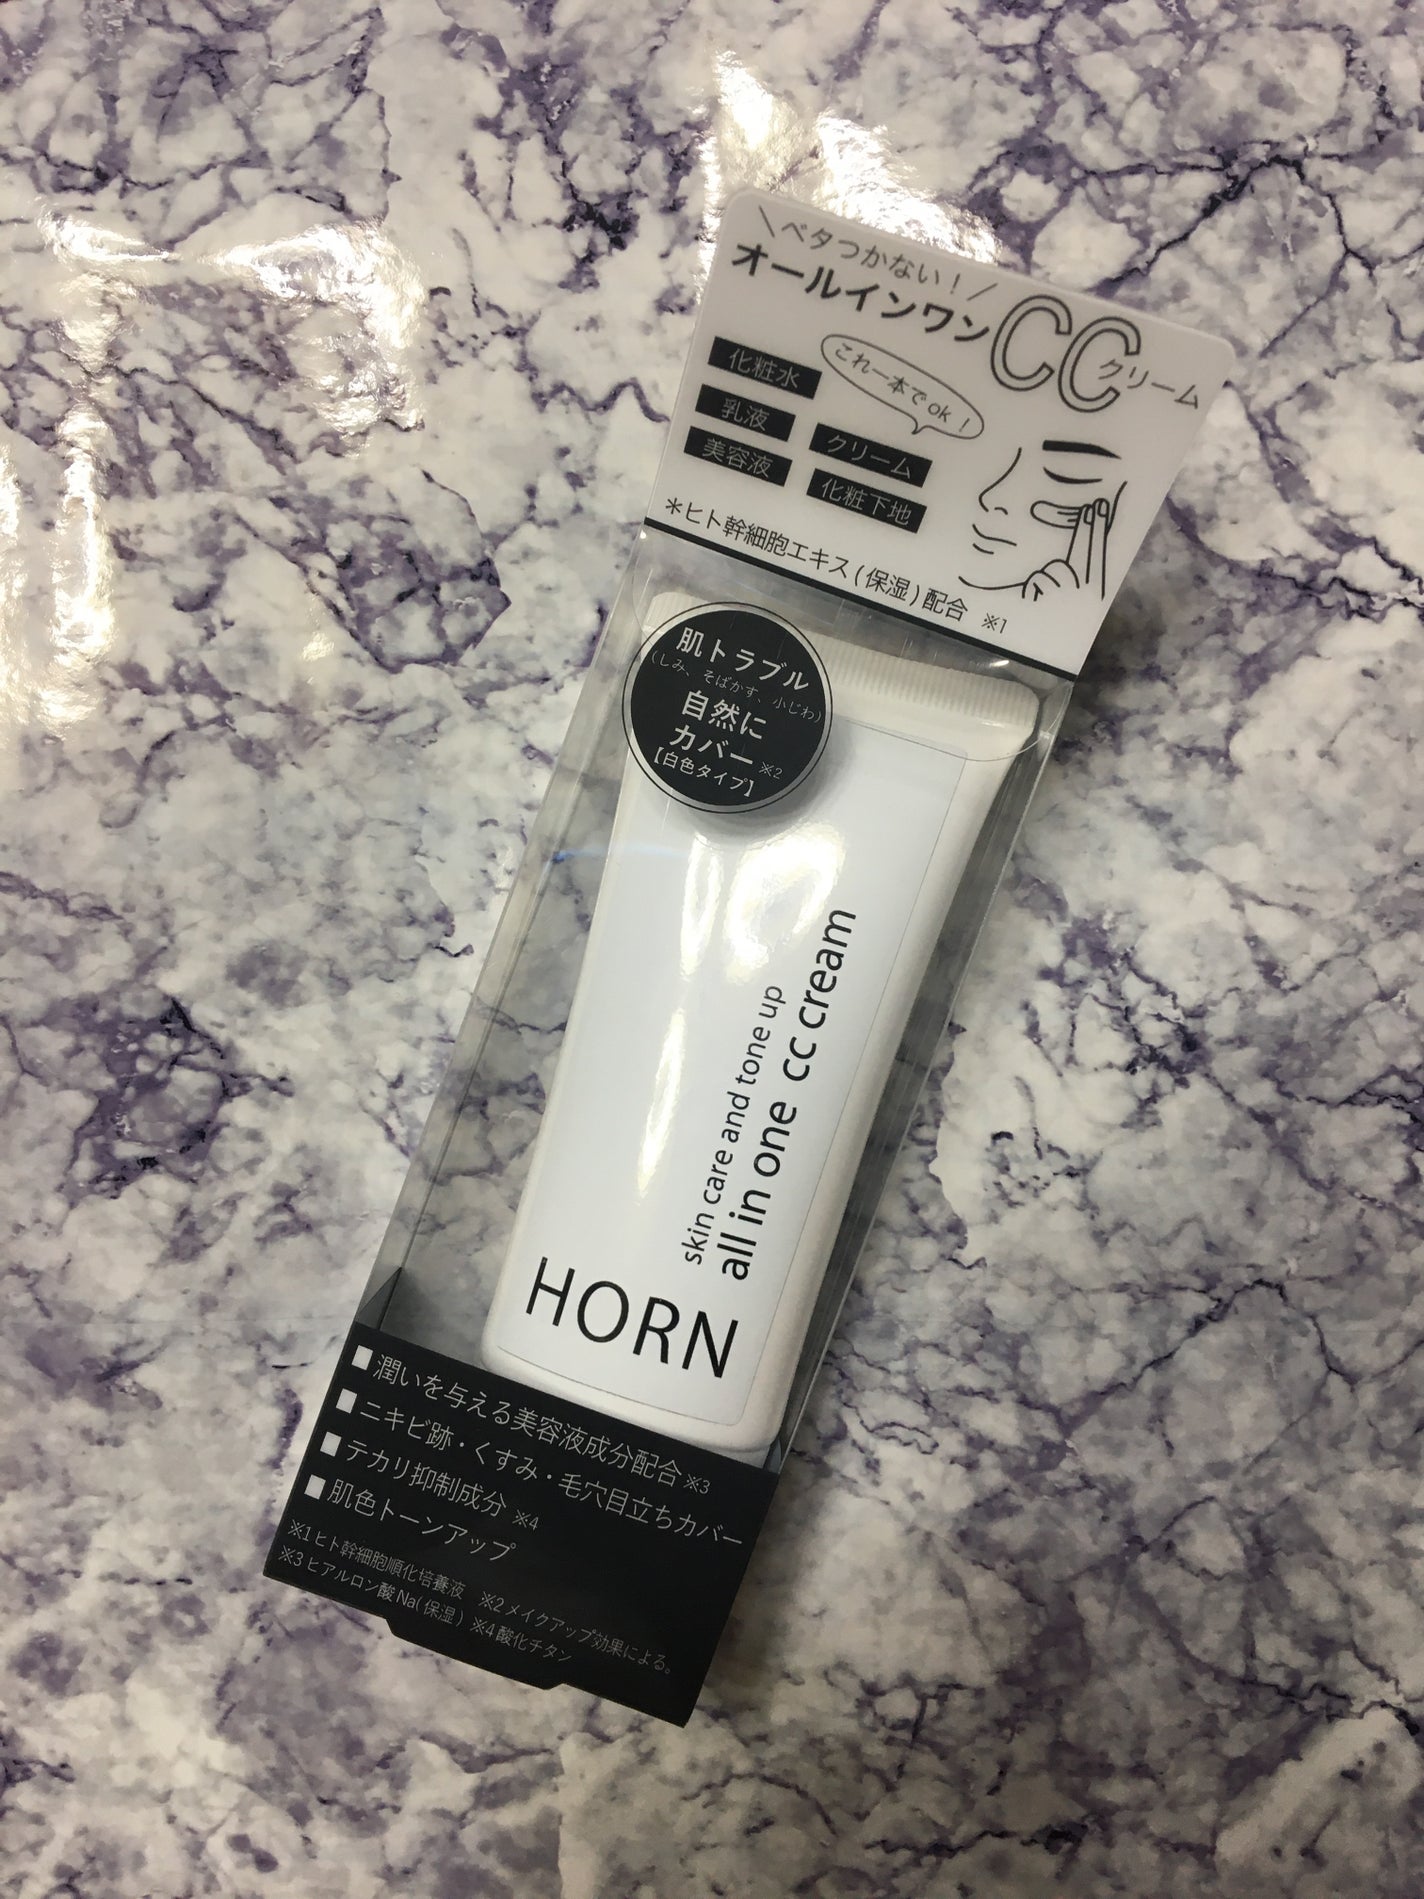 ＼ベタつかない！／
オールインワンCCクリーム
これ一本でok！
化粧水
乳液
美容液
クリーム
化粧下地
＊ヒト幹細胞エキス(保湿)配合 ※1
肌トラブル
(しみ、そばかす、小じわ)
自然に
カバー ※2
【白色タイプ】
skin care and tone up
all in one cc cream
HORN
■潤いを与える美容液成分配合 ※3
■ニキビ跡・くすみ・毛穴目立ちカバー
■テカリ抑制成分 ※4
■肌色トーンアップ
※1 ヒト幹細胞順化培養液 ※2 メイクアップ効果による。
※3 ヒアルロン酸Na(保湿) ※4 酸化チタン